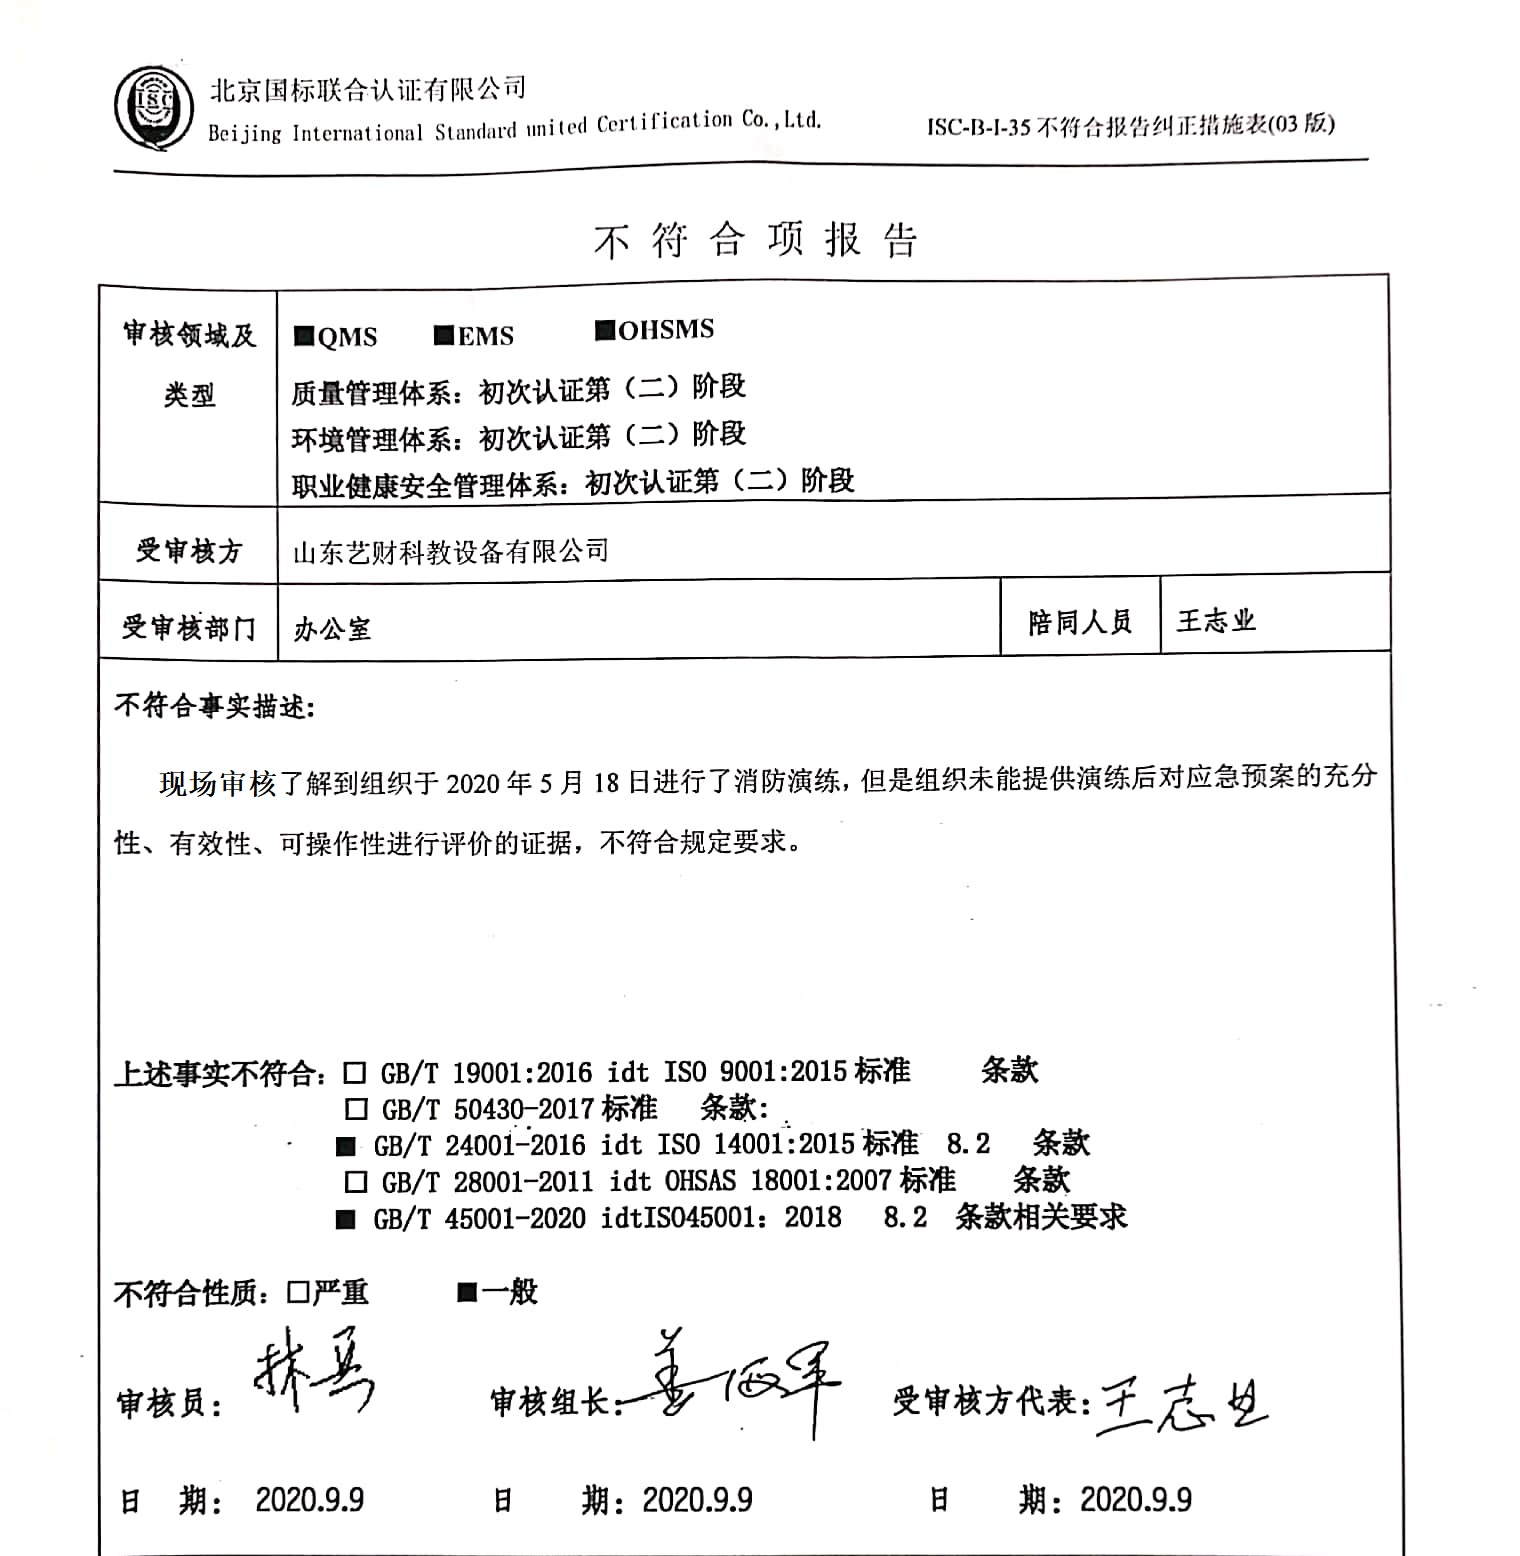 ISC
北京国标联合认证有限公司
Beijing International Standard united Certification Co.,Ltd.
ISC-B-I-35 不符合报告纠正措施表(03 版)
不符合项报告
审核领域及类型
■QMS ■EMS ■OHSMS
质量管理体系：初次认证第（二）阶段
环境管理体系：初次认证第（二）阶段
职业健康安全管理体系：初次认证第（二）阶段
受审核方 山东艺财科教设备有限公司
受审核部门 办公室 陪同人员 王志业
不符合事实描述:
现场审核了解到组织于 2020 年 5 月 18 日进行了消防演练，但是组织未能提供演练后对应急预案的充分
性、有效性、可操作性进行评价的证据，不符合规定要求。
上述事实不符合：□ GB/T 19001:2016 idt ISO 9001:2015 标准 条款
□ GB/T 50430-2017 标准 条款：
■ GB/T 24001-2016 idt ISO 14001:2015 标准 8.2 条款
□ GB/T 28001-2011 idt OHSAS 18001:2007 标准 条款
■ GB/T 45001-2020 idtISO45001：2018 8.2 条款相关要求
不符合性质：□严重 ■一般
审核员： 审核组长： 受审核方代表：王志业
日 期： 2020.9.9 日 期：2020.9.9 日 期：2020.9.9